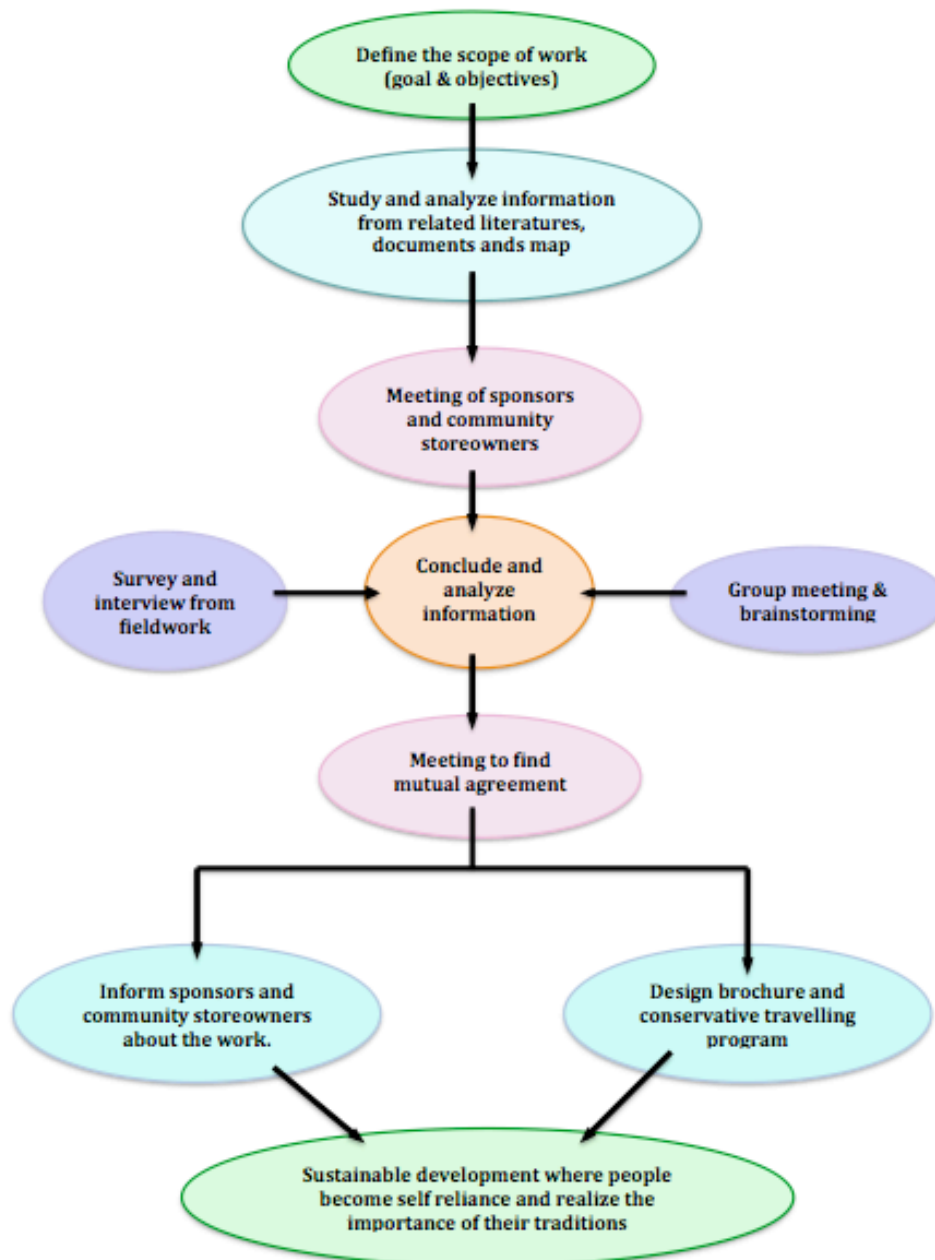 Define the scope of work
(goal & objectives)
Study and analyze information
from related literatures,
documents ands map
Meeting of sponsors
and community
storeowners
Survey and
interview from
fieldwork
Conclude and
analyze
information
Group meeting &
brainstorming
Meeting to find
mutual agreement
Inform sponsors and
community storeowners
about the work.
Design brochure and
conservative travelling
program
Sustainable development where people
become self reliance and realize the
importance of their traditions